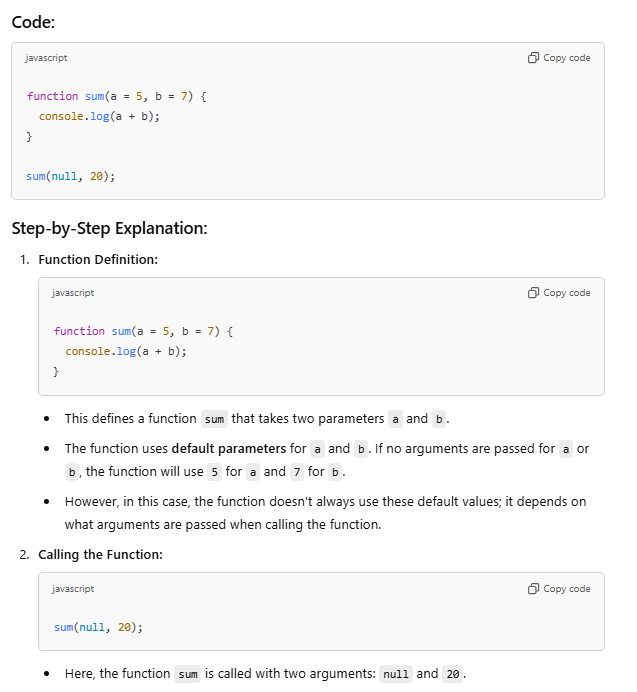 Code:
javascript Copy code
function sum(a = 5, b = 7) {
  console.log(a + b);
}
sum(null, 20);
Step-by-Step Explanation:
1. Function Definition:
javascript Copy code
function sum(a = 5, b = 7) {
  console.log(a + b);
}
• This defines a function sum that takes two parameters a and b.
• The function uses default parameters for a and b. If no arguments are passed for a or
b, the function will use 5 for a and 7 for b.
• However, in this case, the function doesn't always use these default values; it depends on
what arguments are passed when calling the function.
2. Calling the Function:
javascript Copy code
sum(null, 20);
• Here, the function sum is called with two arguments: null and 20.